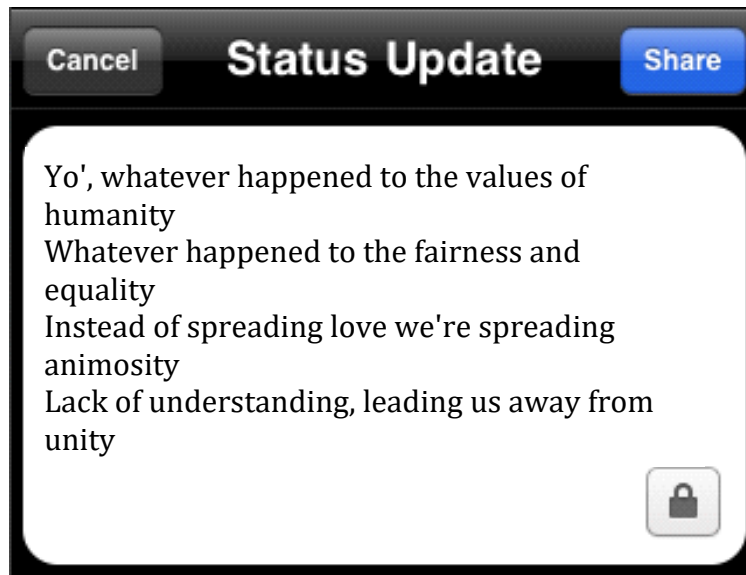 Cancel
Status Update
Share
Yo', whatever happened to the values of
humanity
Whatever happened to the fairness and
equality
Instead of spreading love we're spreading
animosity
Lack of understanding, leading us away from
unity